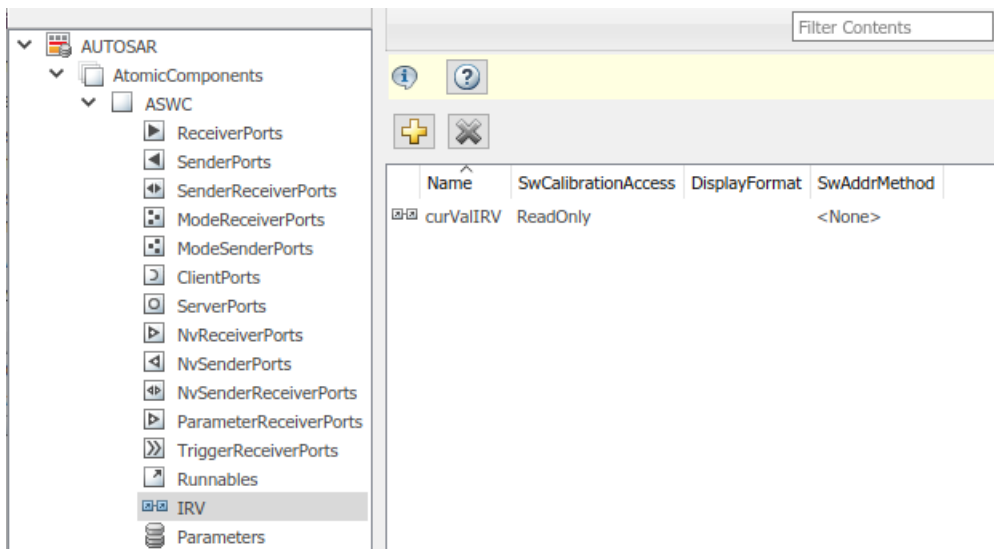 AUTOSAR
AtomicComponents
ASWC
ReceiverPorts
SenderPorts
SenderReceiverPorts
ModeReceiverPorts
ModeSenderPorts
ClientPorts
ServerPorts
NvReceiverPorts
NvSenderPorts
NvSenderReceiverPorts
ParameterReceiverPorts
TriggerReceiverPorts
Runnables
IRV
Parameters
Filter Contents
Name SwCalibrationAccess DisplayFormat SwAddrMethod
curValIRV ReadOnly <None>